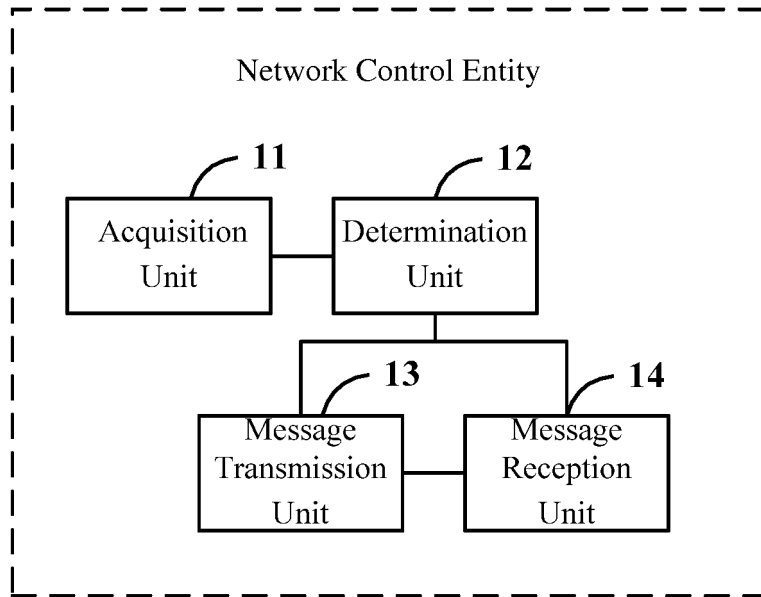 Network Control Entity
11
12
Acquisition
Unit
Determination
Unit
13
14
Message
Transmission
Unit
Message
Reception
Unit